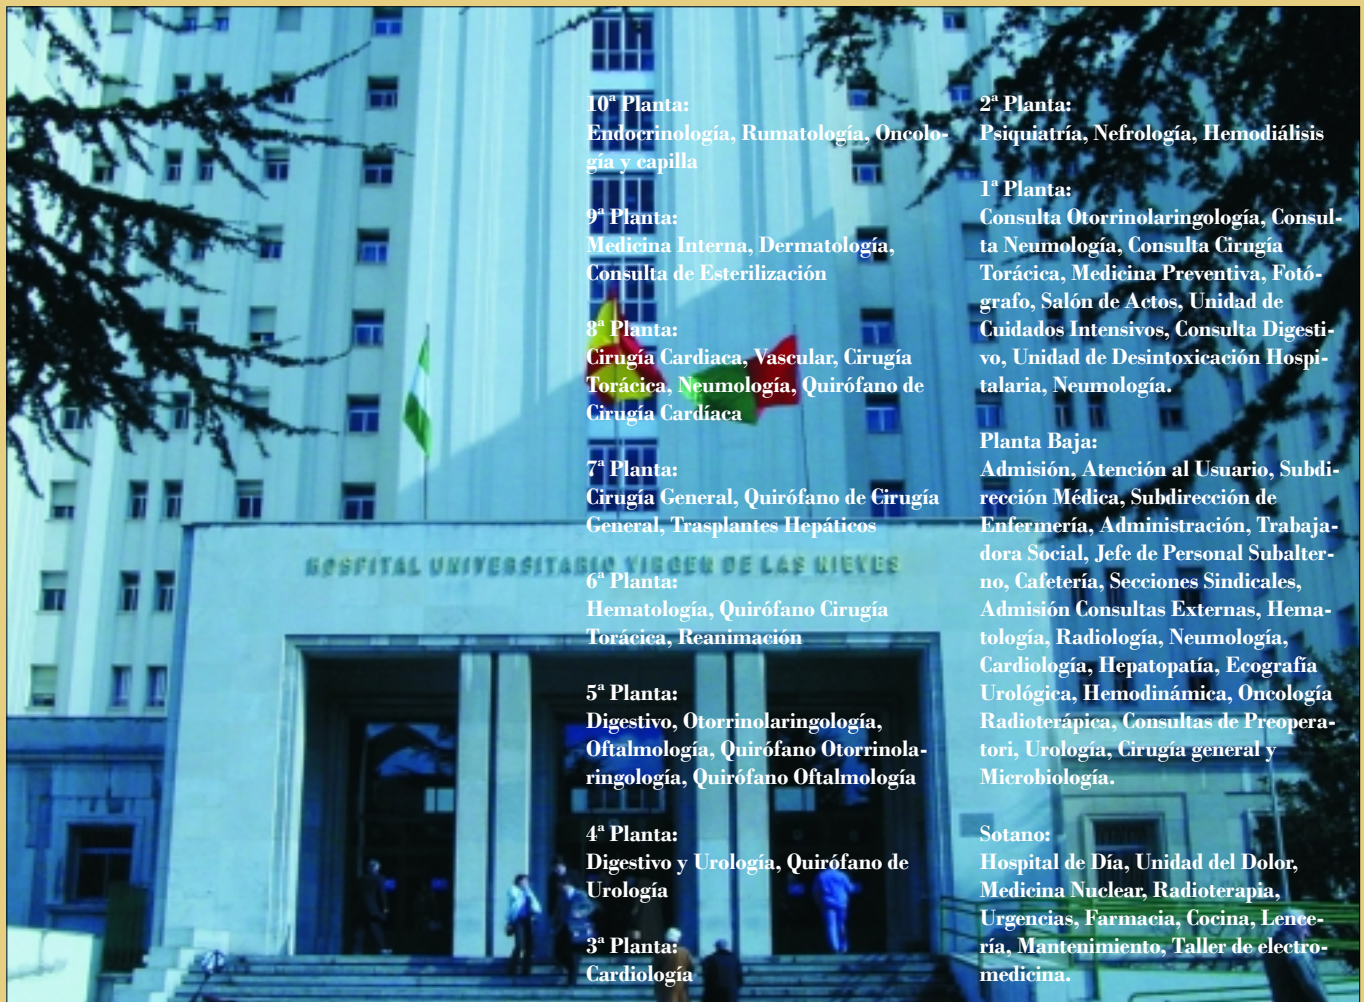 10ª Planta:
Endocrinología, Rumatología, Oncolo-
gía y capilla
9ª Planta:
Medicina Interna, Dermatología,
Consulta de Esterilización
8ª Planta:
Cirugía Cardiaca, Vascular, Cirugía
Torácica, Neumología, Quirófano de
Cirugía Cardíaca
7ª Planta:
Cirugía General, Quirófano de Cirugía
General, Trasplantes Hepáticos
HOSPITAL UNIVERSITARIO VIRGEN DE LAS NIEVES
6ª Planta:
Hematología, Quirófano Cirugía
Torácica, Reanimación
5ª Planta:
Digestivo, Otorrinolaringología,
Oftalmología, Quirófano Otorrinola-
ringología, Quirófano Oftalmología
4ª Planta:
Digestivo y Urología, Quirófano de
Urología
3ª Planta:
Cardiología
2ª Planta:
Psiquiatría, Nefrología, Hemodiálisis
1ª Planta:
Consulta Otorrinolaringología, Consul-
ta Neumología, Consulta Cirugía
Torácica, Medicina Preventiva, Fotó-
grafo, Salón de Actos, Unidad de
Cuidados Intensivos, Consulta Digesti-
vo, Unidad de Desintoxicación Hospi-
talaria, Neumología.
Planta Baja:
Admisión, Atención al Usuario, Subdi-
rección Médica, Subdirección de
Enfermería, Administración, Trabaja-
dora Social, Jefe de Personal Subalter-
no, Cafetería, Secciones Sindicales,
Admisión Consultas Externas, Hema-
tología, Radiología, Neumología,
Cardiología, Hepatopatía, Ecografía
Urológica, Hemodinámica, Oncología
Radioterápica, Consultas de Preopera-
tori, Urología, Cirugía general y
Microbiología.
Sotano:
Hospital de Día, Unidad del Dolor,
Medicina Nuclear, Radioterapia,
Urgencias, Farmacia, Cocina, Lence-
ría, Mantenimiento, Taller de electro-
medicina.